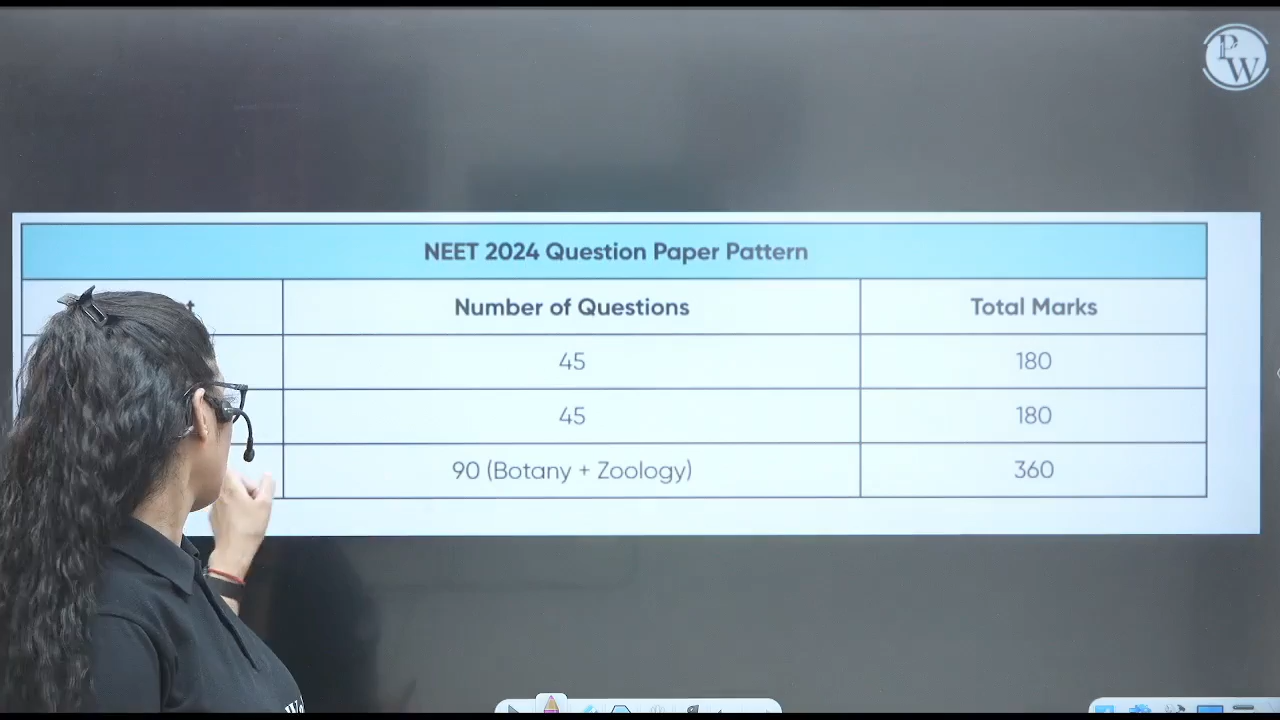 P
W
NEET 2024 Question Paper Pattern
Number of Questions Total Marks
45 180
45 180
90 (Botany + Zoology) 360